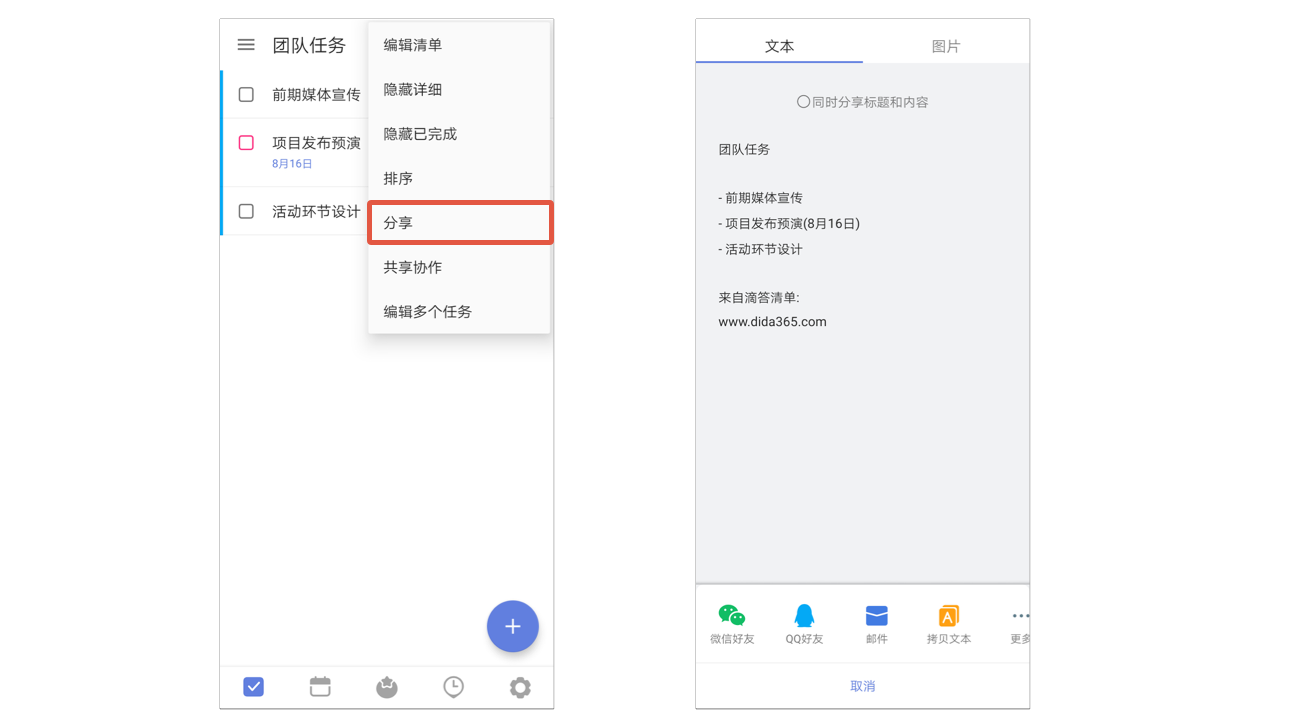 团队任务
前期媒体宣传
项目发布预演
8月16日
活动环节设计
编辑清单
隐藏详细
隐藏已完成
排序
分享
共享协作
编辑多个任务
文本
图片
同时分享标题和内容
团队任务
- 前期媒体宣传
- 项目发布预演(8月16日)
- 活动环节设计
来自滴答清单:
www.dida365.com
微信好友
QQ好友
邮件
A
拷贝文本
更多
取消